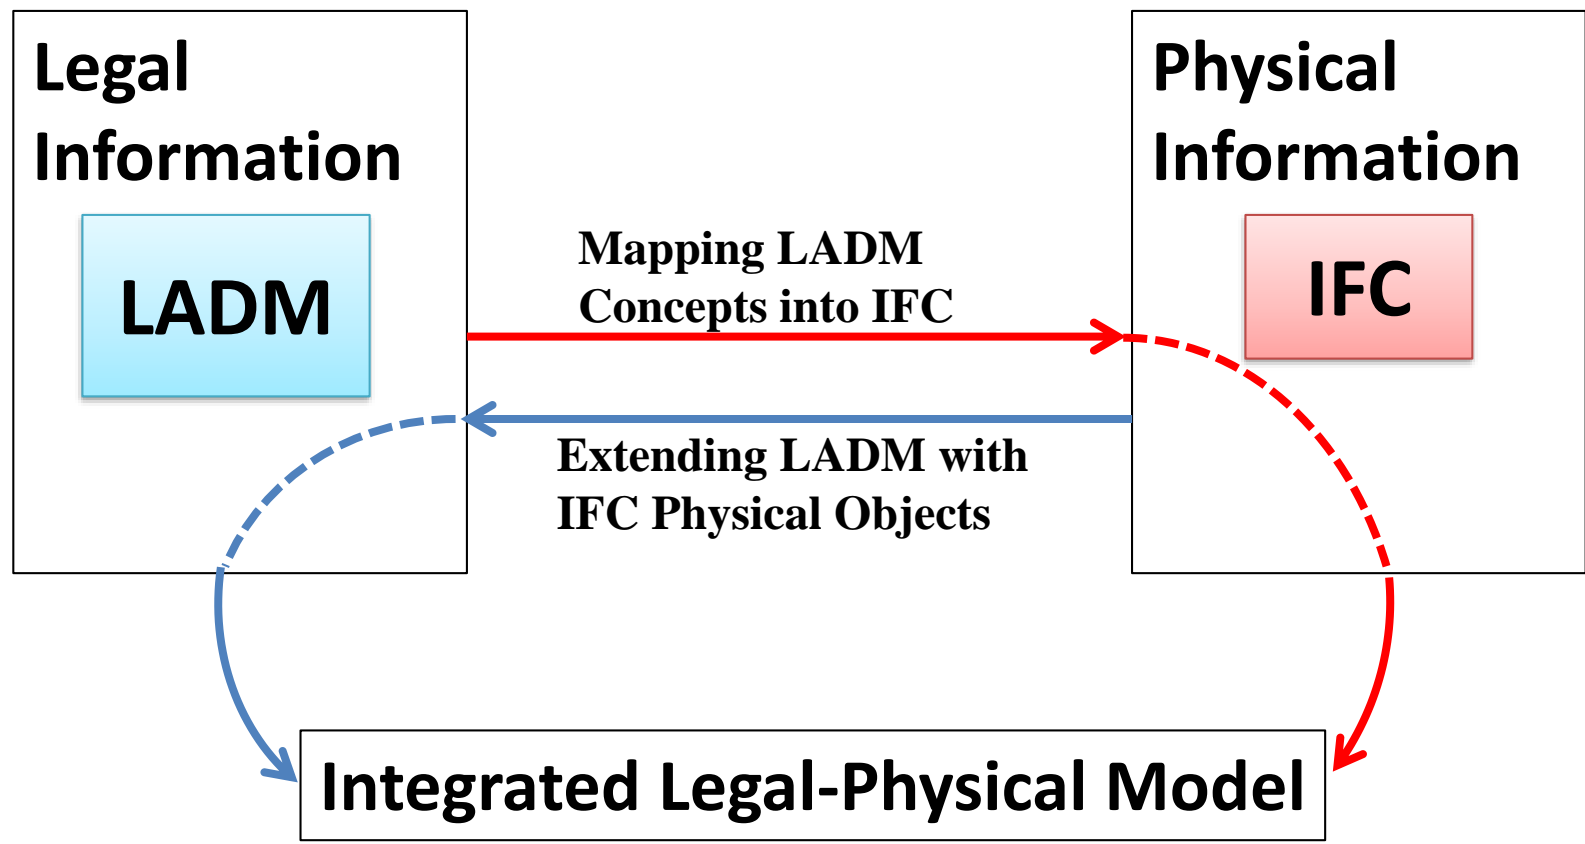 Legal
Information
LADM
Mapping LADM
Concepts into IFC
Extending LADM with
IFC Physical Objects
Physical
Information
IFC
Integrated Legal-Physical Model